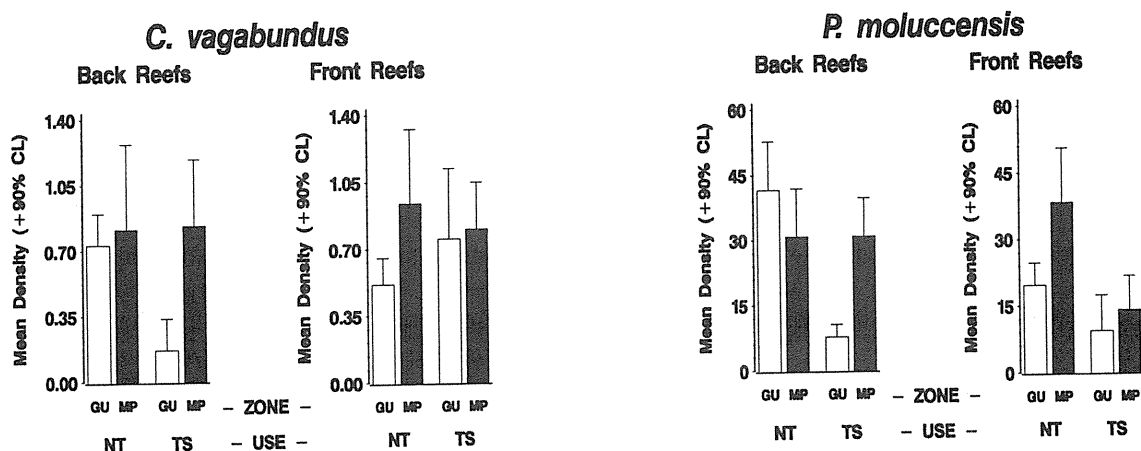 C. vagabundus
Back Reefs
Front Reefs
Mean Density (+90% CL)
1.40
1.05
0.70
0.35
0.00
GU MP GU MP
NT TS
Mean Density (+90% CL)
1.40
1.05
0.70
0.35
0.00
GU MP GU MP
NT TS
– ZONE –
– USE –
P. moluccensis
Back Reefs
Front Reefs
Mean Density (+90% CL)
60
45
30
15
0
GU MP GU MP
NT TS
– ZONE –
– USE –
Mean Density (+90% CL)
60
45
30
15
0
GU MP GU MP
NT TS